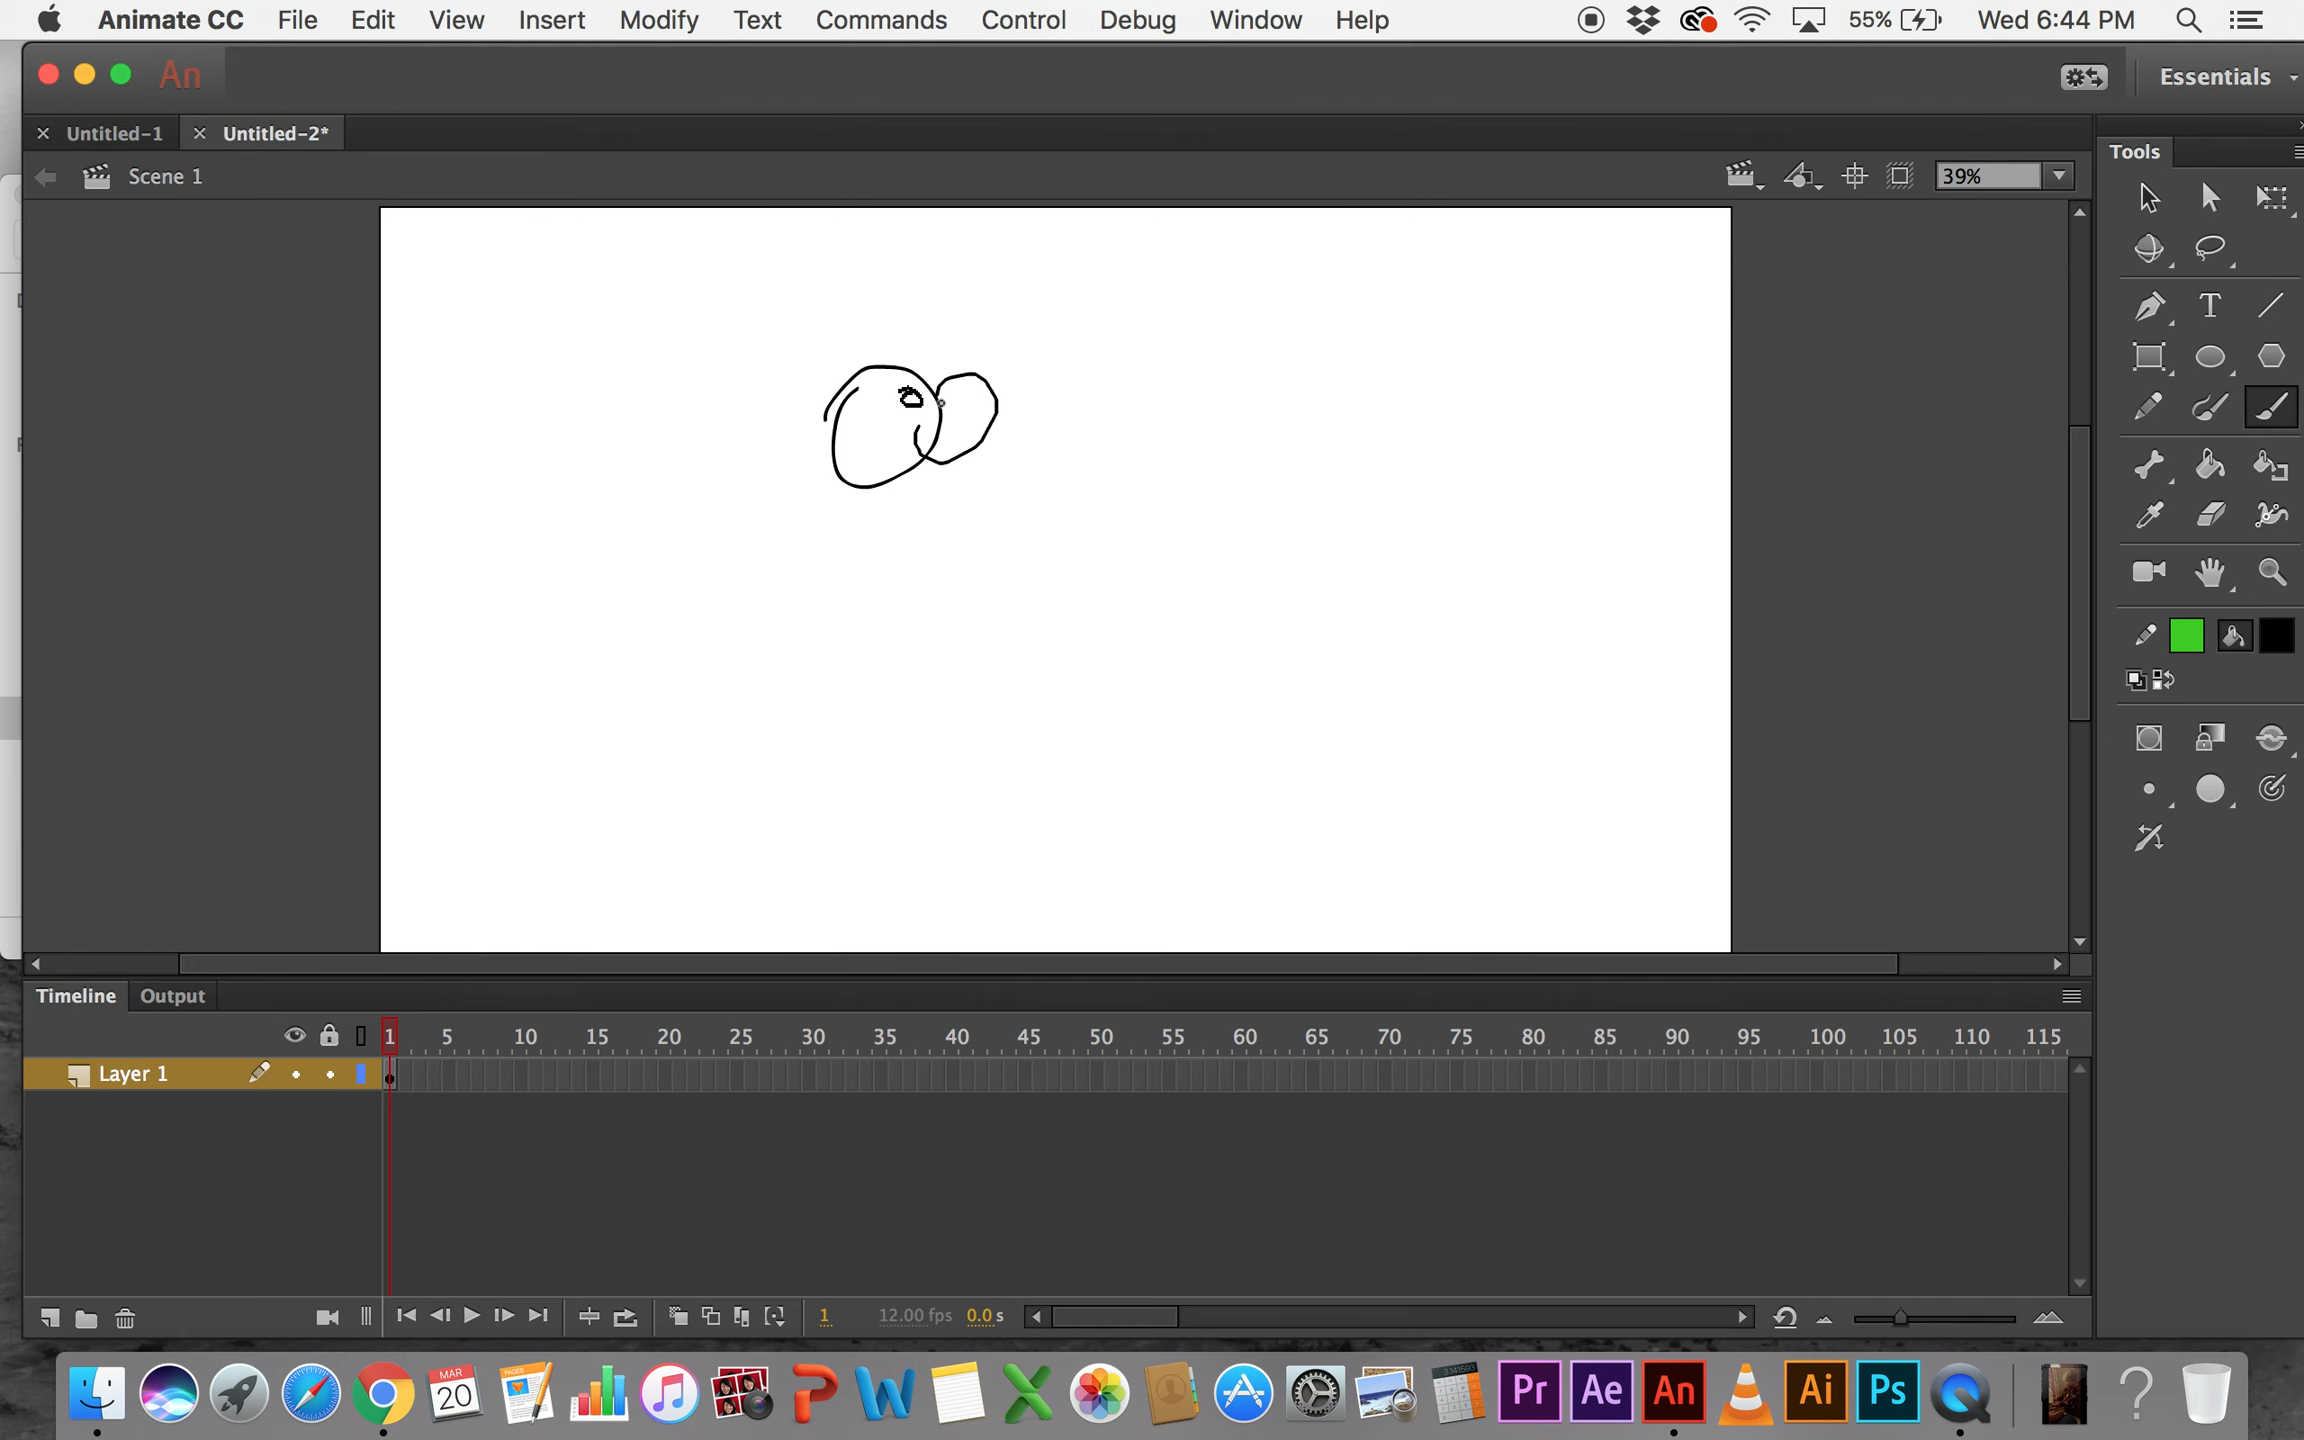 Animate CC File Edit View Insert Modify Text Commands Control Debug Window Help 55% Wed 6:44 PM
An Essentials
Untitled-1 Untitled-2*
Tools
Scene 1 39%
T
Timeline Output
1 5 10 15 20 25 30 35 40 45 50 55 60 65 70 75 80 85 90 95 100 105 110 115
Layer 1
1 12.00 fps 0.0 s
MAR
20
PAGES
3.141593
Pr Ae An Ai Ps